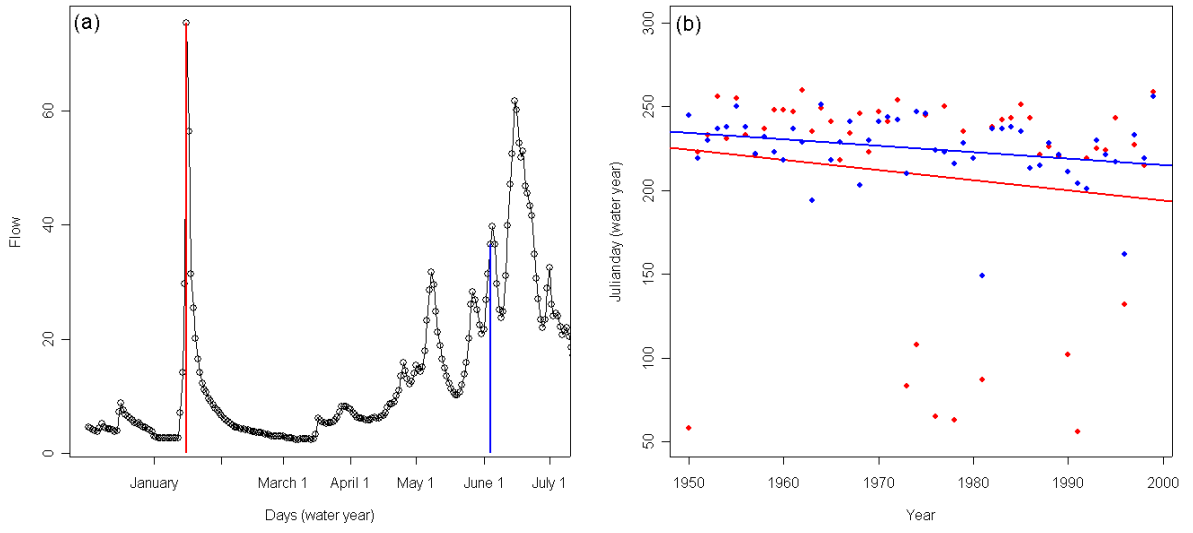 (a)
Flow
60
40
20
0
January March 1 April 1 May 1 June 1 July 1
Days (water year)
(b)
Julianday (water year)
300
250
200
150
100
50
1950 1960 1970 1980 1990 2000
Year